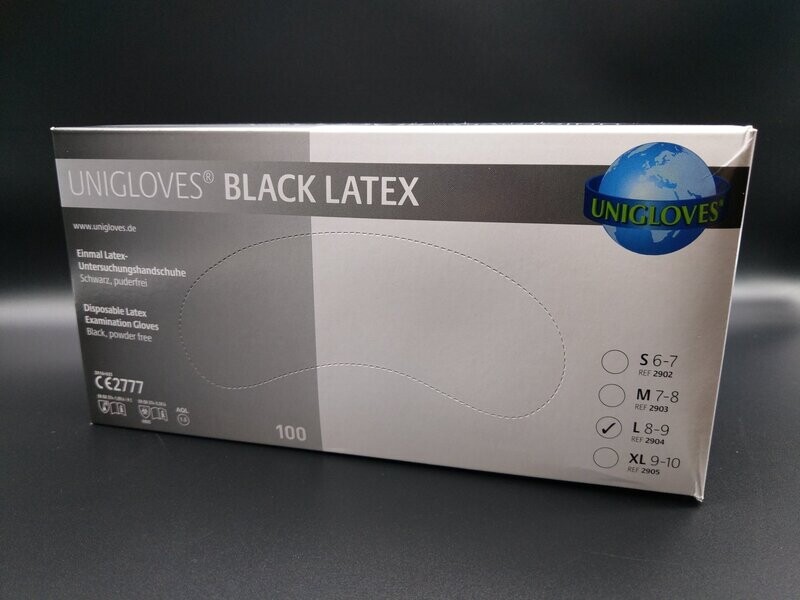 UNIGLOVES® BLACK LATEX
UNIGLOVES®
www.unigloves.de
Einmal Latex-
Untersuchungshandschuhe
Schwarz, puderfrei
Disposable Latex
Examination Gloves
Black, powder free
CE2777
AQL
1.5
100
S 6-7
REF 2902
M 7-8
REF 2903
✓ L 8-9
REF 2904
XL 9-10
REF 2905